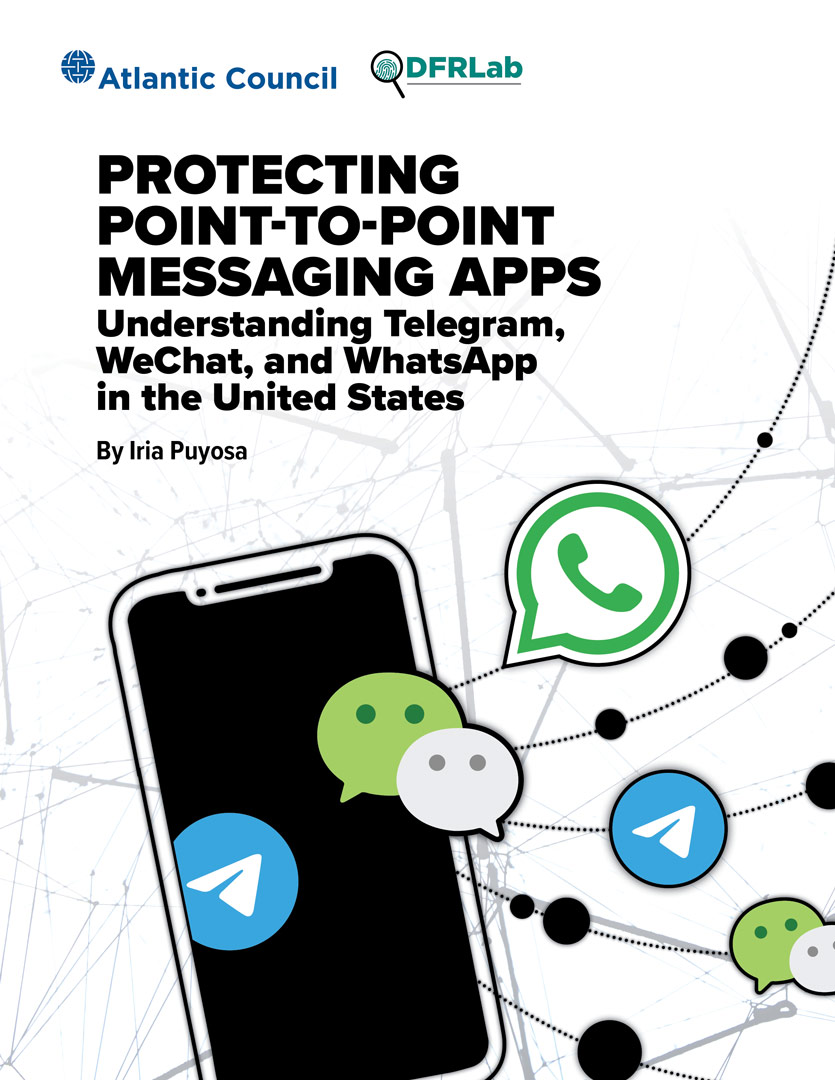 Atlantic Council
DFRLab
PROTECTING
POINT-TO-POINT
MESSAGING APPS
Understanding Telegram,
WeChat, and WhatsApp
in the United States
By Iria Puyosa